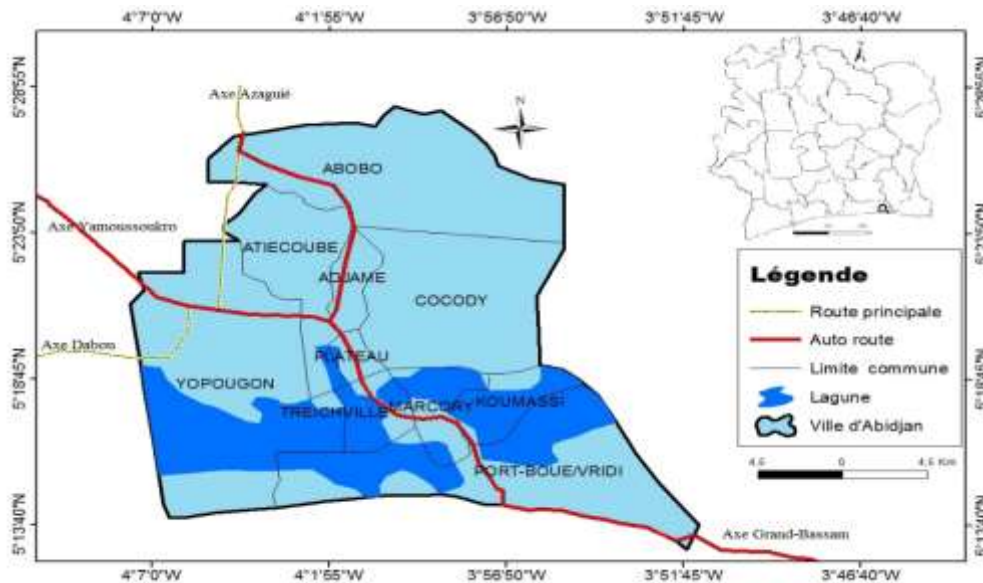 4°7'0"W 4°1'55"W 3°56'50"W 3°51'45"W 3°46'40"W
5°28'55"N
Axe Azaguié
N
ABOBO
5°23'50"N
Axe Yamoussoukro
ATIECOUBE
ADJAME
COCODY
Légende
Route principale
Auto route
Limite commune
Lagune
Ville d'Abidjan
4,5 0 4,5 Km
Axe Dabou
PLATEAU
5°18'45"N
YOPOUGON
TREICHVILLE
MARCORY
KOUMASSI
PORT-BOUE/VRIDI
5°13'40"N
5°13'40"N
Axe Grand-Bassam
4°7'0"W 4°1'55"W 3°56'50"W 3°51'45"W 3°46'40"W